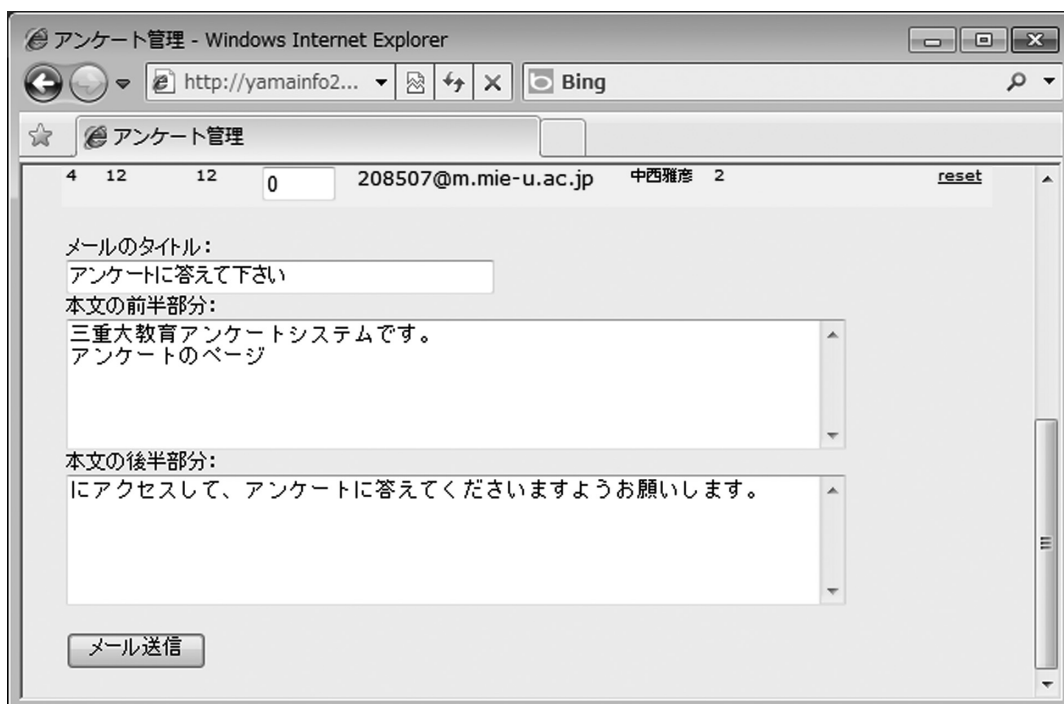 アンケート管理 - Windows Internet Explorer
http://yamainfo2...
Bing
アンケート管理
4 12 12 0 208507@m.mie-u.ac.jp 中西雅彦 2 reset
メールのタイトル:
アンケートに答えて下さい
本文の前半部分:
三重大教育アンケートシステムです。
アンケートのページ
本文の後半部分:
にアクセスして、アンケートに答えてくださいますようお願いします。
メール送信